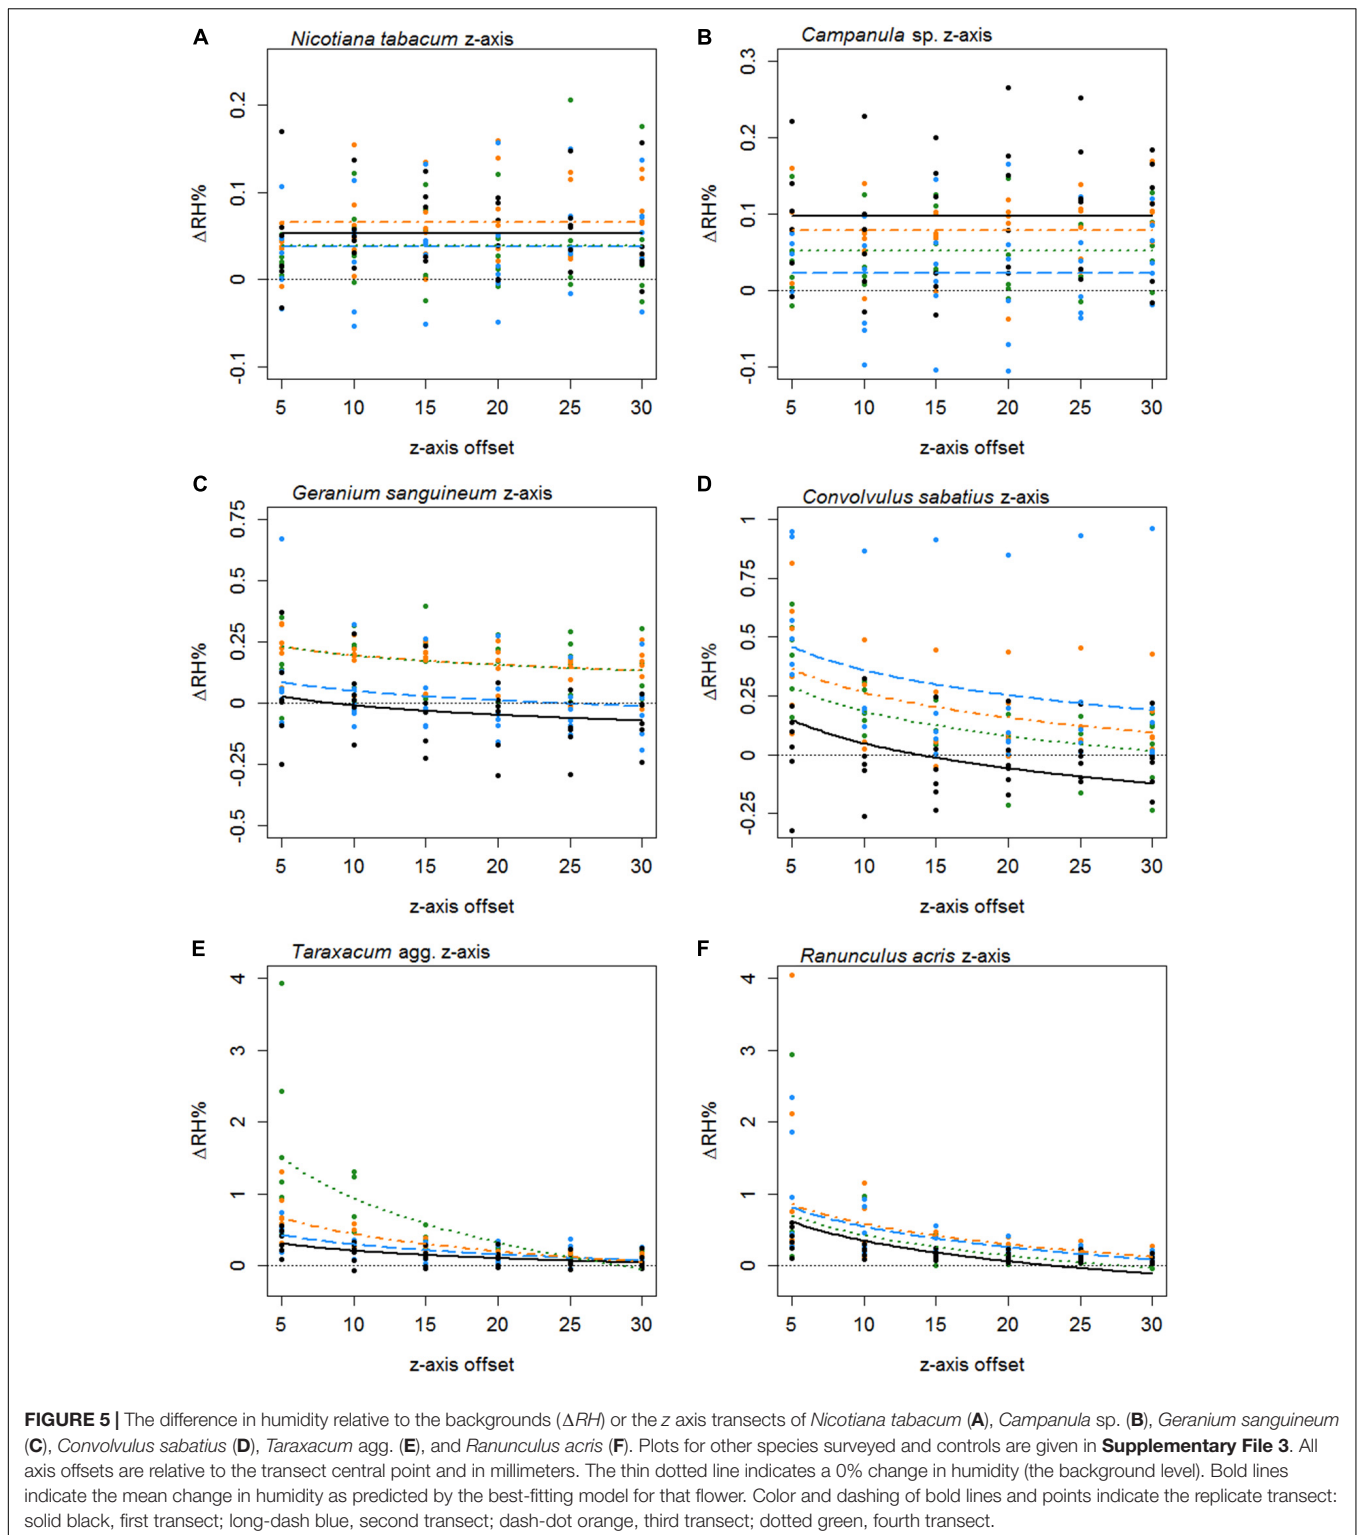 A
Nicotiana tabacum z-axis
0.2
0.1
0
-0.1
ΔRH%
5 10 15 20 25 30
z-axis offset
B
Campanula sp. z-axis
0.3
0.2
0.1
0
-0.1
ΔRH%
5 10 15 20 25 30
z-axis offset
C
Geranium sanguineum z-axis
0.75
0.5
0.25
0
-0.25
-0.5
ΔRH%
5 10 15 20 25 30
z-axis offset
D
Convolvulus sabatius z-axis
1
0.75
0.5
0.25
0
-0.25
ΔRH%
5 10 15 20 25 30
z-axis offset
E
Taraxacum agg. z-axis
4
3
2
1
0
ΔRH%
5 10 15 20 25 30
z-axis offset
F
Ranunculus acris z-axis
4
3
2
1
0
ΔRH%
5 10 15 20 25 30
z-axis offset
FIGURE 5 | The difference in humidity relative to the backgrounds (ΔRH) or the z axis transects of Nicotiana tabacum (A), Campanula sp. (B), Geranium sanguineum
(C), Convolvulus sabatius (D), Taraxacum agg. (E), and Ranunculus acris (F). Plots for other species surveyed and controls are given in Supplementary File 3. All
axis offsets are relative to the transect central point and in millimeters. The thin dotted line indicates a 0% change in humidity (the background level). Bold lines
indicate the mean change in humidity as predicted by the best-fitting model for that flower. Color and dashing of bold lines and points indicate the replicate transect:
solid black, first transect; long-dash blue, second transect; dash-dot orange, third transect; dotted green, fourth transect.